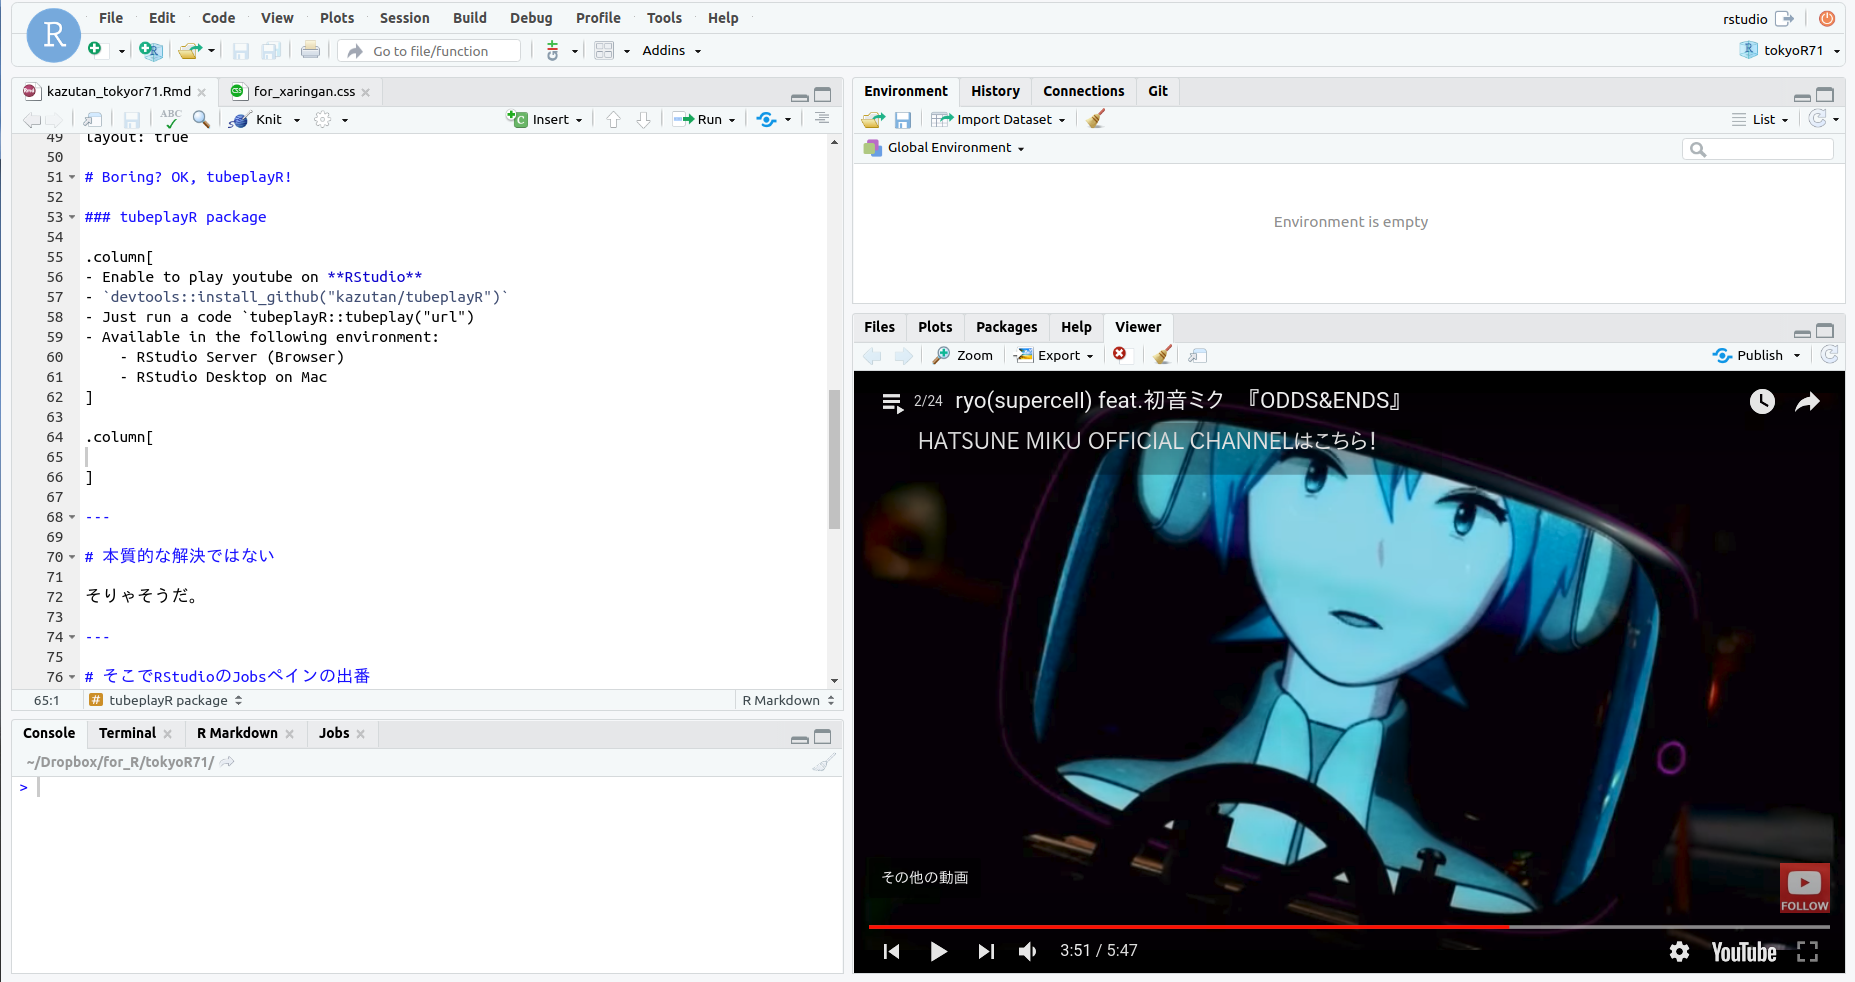 File Edit Code View Plots Session Build Debug Profile Tools Help
rstudio
Go to file/function
Addins
tokyoR71
kazutan_tokyor71.Rmd
for_xaringan.css
ABC
Knit
Insert
Run
49 layout: true
50
51 # Boring? OK, tubeplayR!
52
53 ### tubeplayR package
54
55 .column[
56 - Enable to play youtube on **RStudio**
57 - `devtools::install_github("kazutan/tubeplayR")`
58 - Just run a code `tubeplayR::tubeplay("url")
59 - Available in the following environment:
60     - RStudio Server (Browser)
61     - RStudio Desktop on Mac
62 ]
63
64 .column[
65
66 ]
67
68 ---
69
70 # 本質的な解決ではない
71
72 そりゃそうだ。
73
74 ---
75
76 # そこでRStudioのJobsペインの出番
65:1 # tubeplayR package R Markdown
Console Terminal R Markdown Jobs
~/Dropbox/for_R/tokyoR71/
>
Environment History Connections Git
Import Dataset
List
Global Environment
Environment is empty
Files Plots Packages Help Viewer
Zoom Export Publish
2/24 ryo(supercell) feat.初音ミク 『ODDS&ENDS』
HATSUNE MIKU OFFICIAL CHANNELはこちら!
その他の動画
FOLLOW
3:51 / 5:47
YouTube